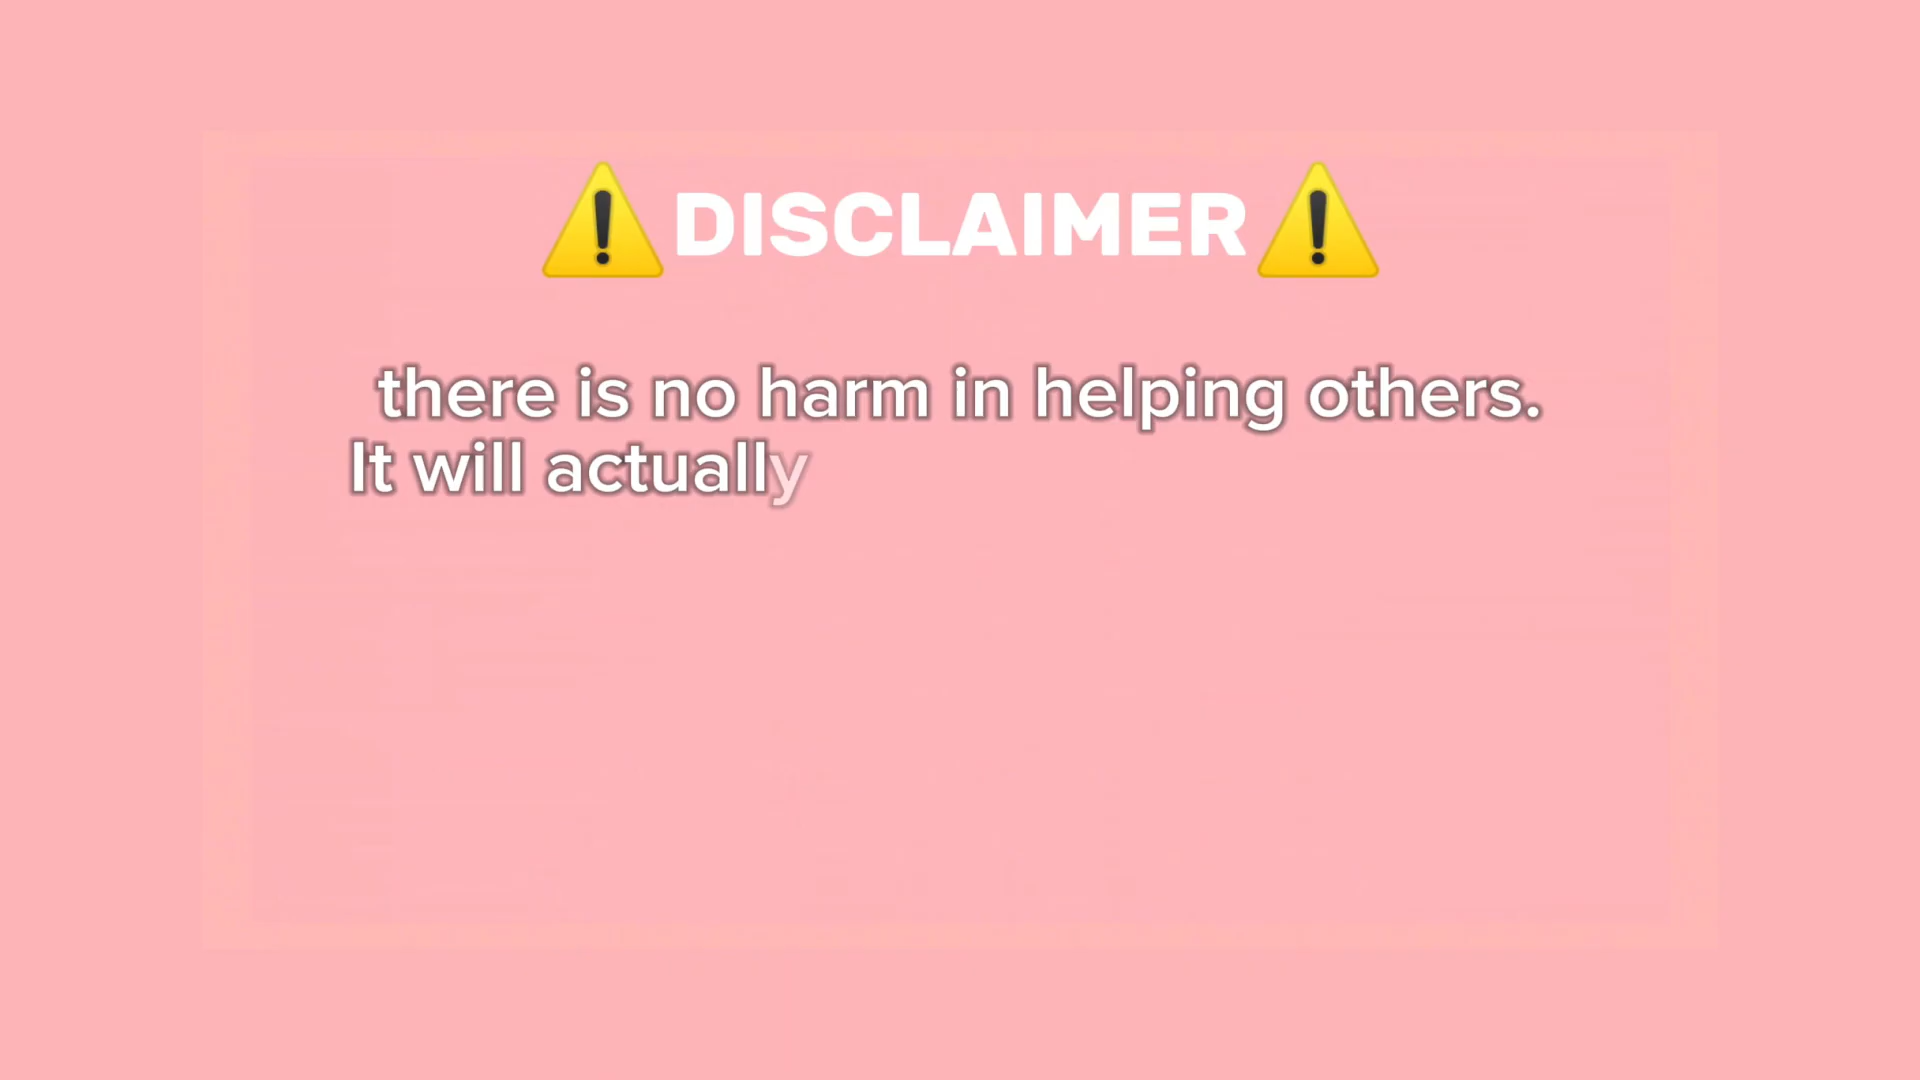 ⚠️DISCLAIMER⚠️
there is no harm in helping others.
It will actually